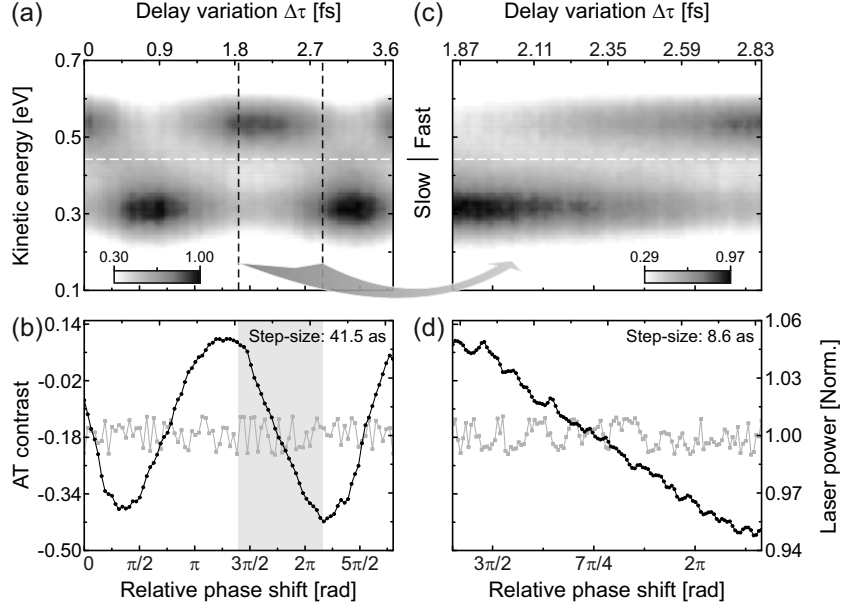 Delay variation Δτ [fs]
(a)
0 0.9 1.8 2.7 3.6
Kinetic energy [eV]
0.7
0.5
0.3
0.1
0.30 1.00
Delay variation Δτ [fs]
(c)
1.87 2.11 2.35 2.59 2.83
Slow | Fast
0.29 0.97
(b)
Step-size: 41.5 as
AT contrast
0.14
-0.02
-0.18
-0.34
-0.50
0 π/2 π 3π/2 2π 5π/2
Relative phase shift [rad]
(d)
Step-size: 8.6 as
1.06
1.03
1.00
0.97
0.94
Laser power [Norm.]
3π/2 7π/4 2π
Relative phase shift [rad]